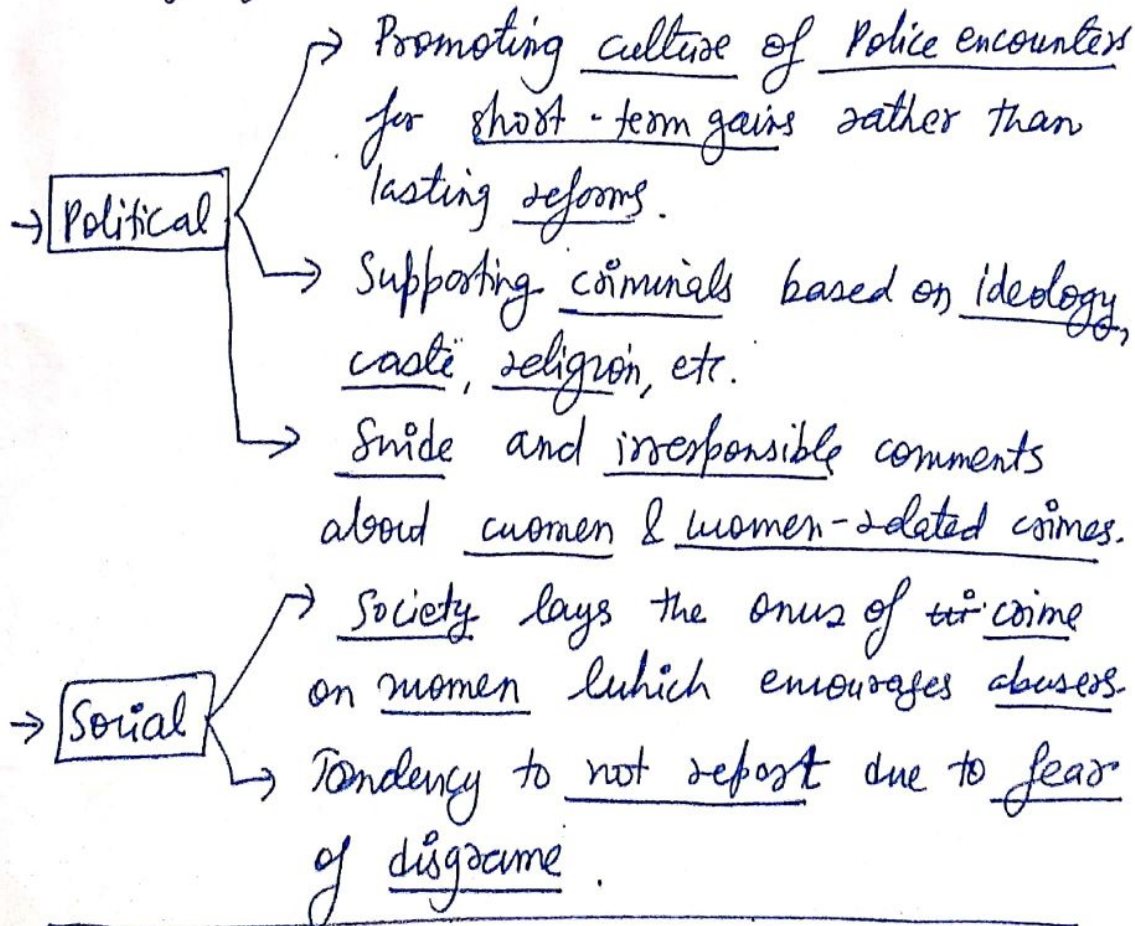 Promoting culture of Police encounters
for short-term gains rather than
lasting reforms.
→ Political
Supporting criminals based on ideology,
caste, religion, etc.
Snide and irresponsible comments
about women & women-related crimes.
Society lays the onus of crime
on women which encourages abusers.
→ Social
Tendency to not report due to fear
of disgrace.